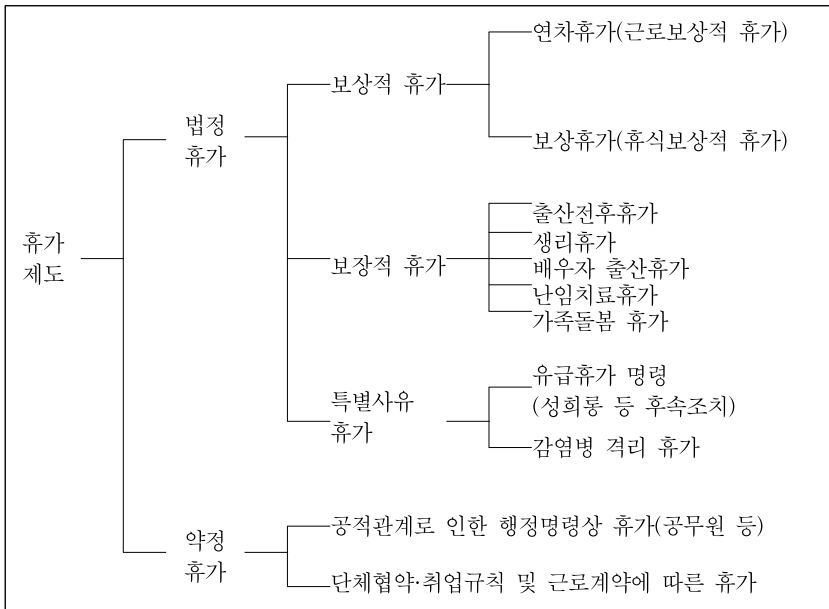 연차휴가(근로보상적 휴가)
보상적 휴가
법정
휴가
보상휴가(휴식보상적 휴가)
출산전후휴가
생리휴가
휴가
제도
보장적 휴가
배우자 출산휴가
난임치료휴가
가족돌봄 휴가
유급휴가 명령
(성희롱 등 후속조치)
특별사유
휴가
감염병 격리 휴가
약정
휴가
공적관계로 인한 행정명령상 휴가(공무원 등)
단체협약·취업규칙 및 근로계약에 따른 휴가